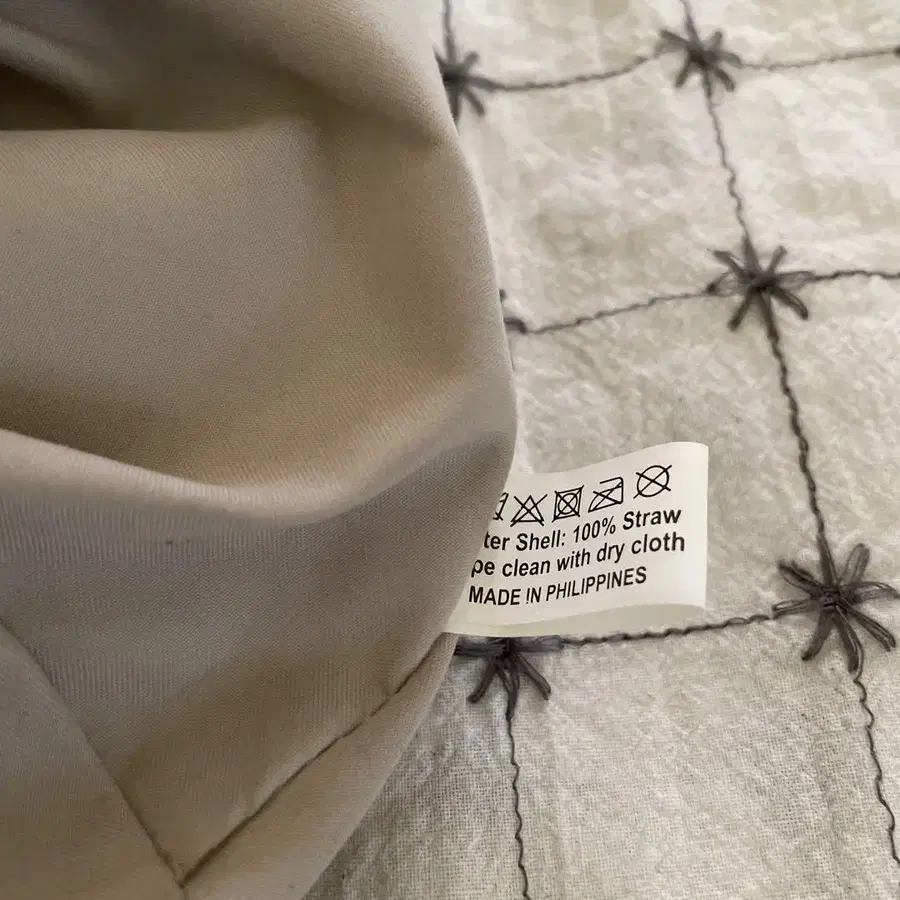 ter Shell: 100% Straw
pe clean with dry cloth
MADE IN PHILIPPINES